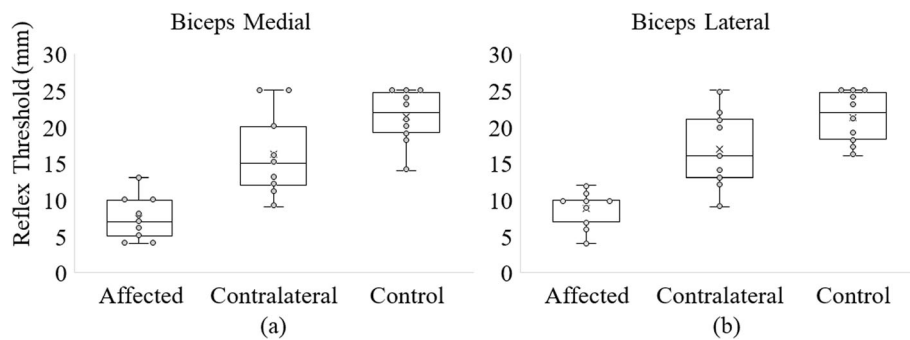 Biceps Medial
Reflex Threshold (mm)
30
25
20
15
10
5
0
Affected Contralateral Control
(a)
Biceps Lateral
30
25
20
15
10
5
0
Affected Contralateral Control
(b)